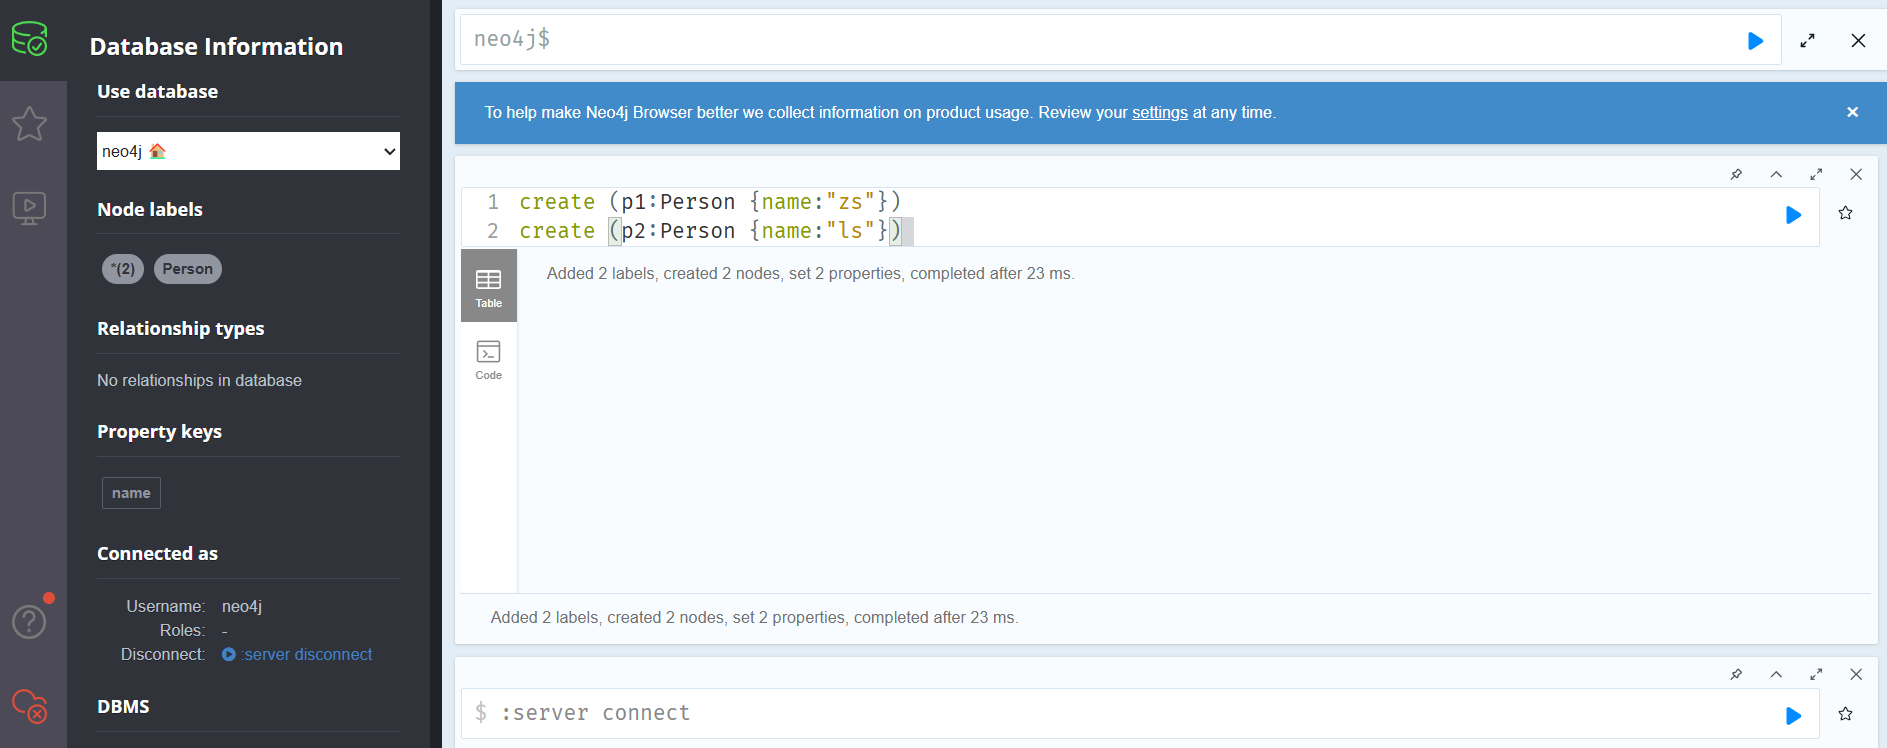 Database Information
Use database
neo4j
Node labels
*(2) Person
Relationship types
No relationships in database
Property keys
name
Connected as
Username: neo4j
Roles: -
Disconnect: :server disconnect
DBMS
neo4j$
To help make Neo4j Browser better we collect information on product usage. Review your settings at any time.
1 create (p1:Person {name:"zs"})
2 create (p2:Person {name:"ls"})
Table
Added 2 labels, created 2 nodes, set 2 properties, completed after 23 ms.
Code
Added 2 labels, created 2 nodes, set 2 properties, completed after 23 ms.
$ :server connect